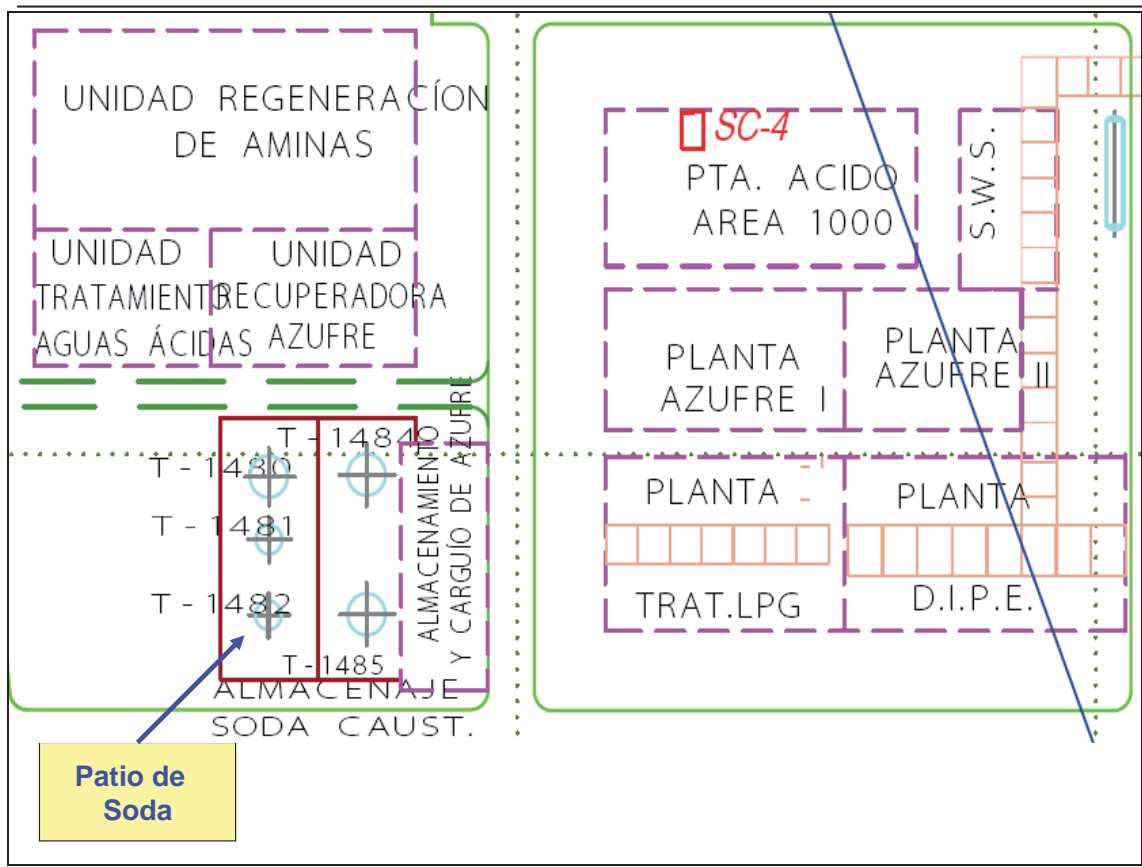 UNIDAD REGENERACÍON
DE AMINAS
UNIDAD
TRATAMIENTO
AGUAS ÁCIDAS
UNIDAD
RECUPERADORA
AZUFRE
T - 1484
T - 1480
T - 1481
T - 1482
T - 1485
ALMACENAJE
SODA CAUST.
ALMACENAMIENTO
Y CARGUÍO DE AZUFRE
Patio de
Soda
SC-4
PTA. ACIDO
AREA 1000
S.W.S.
PLANTA
AZUFRE I
PLANTA
AZUFRE II
PLANTA
TRAT.LPG
PLANTA
D.I.P.E.